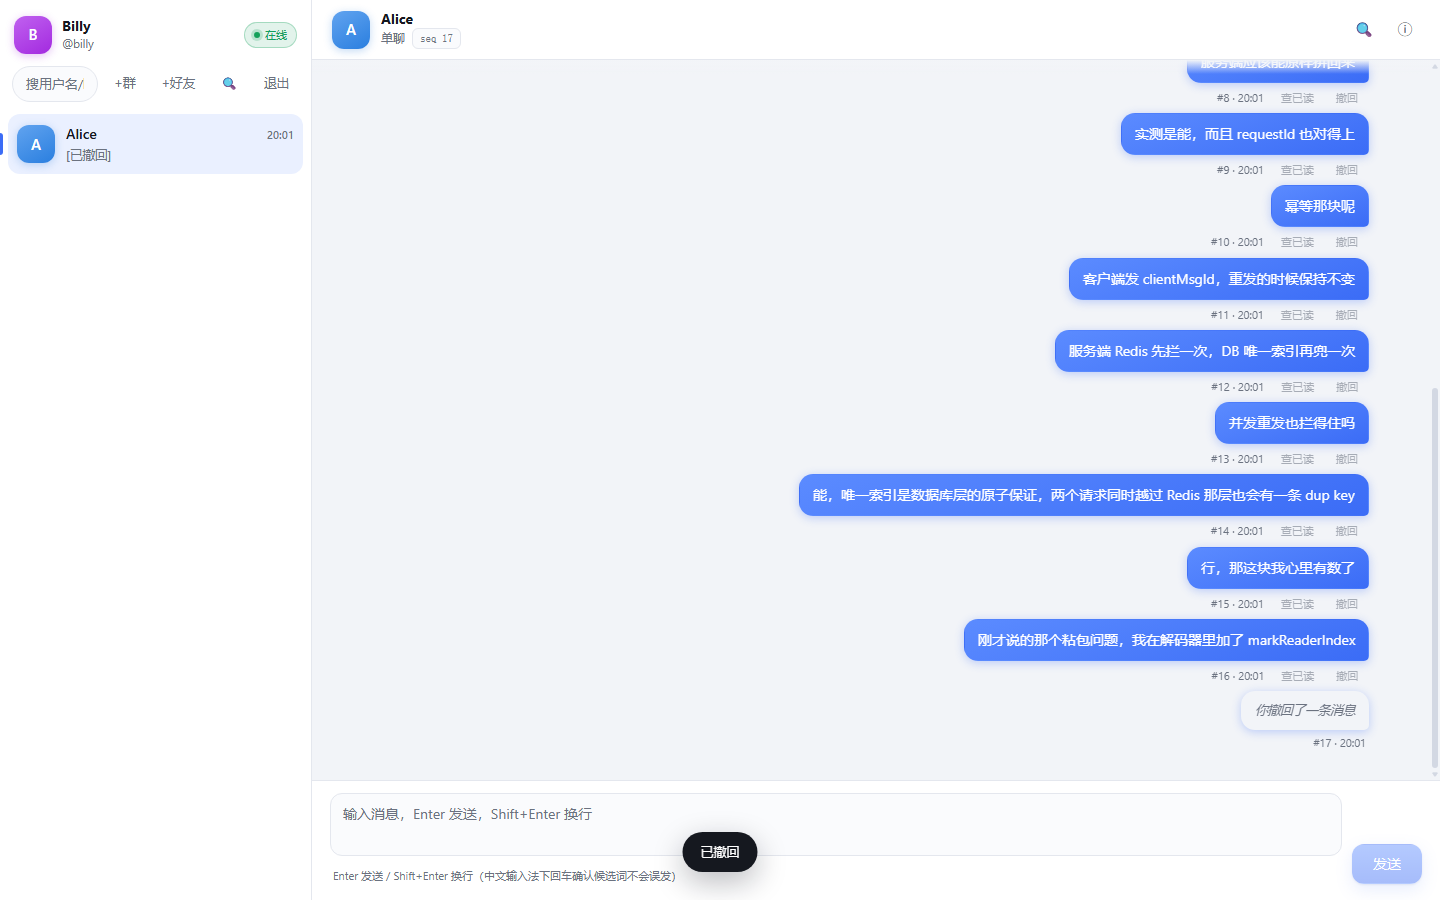 B
Billy
@billy
在线
搜用户名/
+群
+好友
退出
A
Alice
20:01
[已撤回]
A
Alice
单聊
seq 17
#8 · 20:01 查已读 撤回
实测是能，而且 requestId 也对得上
#9 · 20:01 查已读 撤回
幂等那块呢
#10 · 20:01 查已读 撤回
客户端发 clientMsgId，重发的时候保持不变
#11 · 20:01 查已读 撤回
服务端 Redis 先拦一次，DB 唯一索引再兜一次
#12 · 20:01 查已读 撤回
并发重发也拦得住吗
#13 · 20:01 查已读 撤回
能，唯一索引是数据库层的原子保证，两个请求同时越过 Redis 那层也会有一条 dup key
#14 · 20:01 查已读 撤回
行，那这块我心里有数了
#15 · 20:01 查已读 撤回
刚才说的那个粘包问题，我在解码器里加了 markReaderIndex
#16 · 20:01 查已读 撤回
你撤回了一条消息
#17 · 20:01
输入消息，Enter 发送，Shift+Enter 换行
已撤回
Enter 发送 / Shift+Enter 换行（中文输入法下回车确认候选词不会误发）
发送